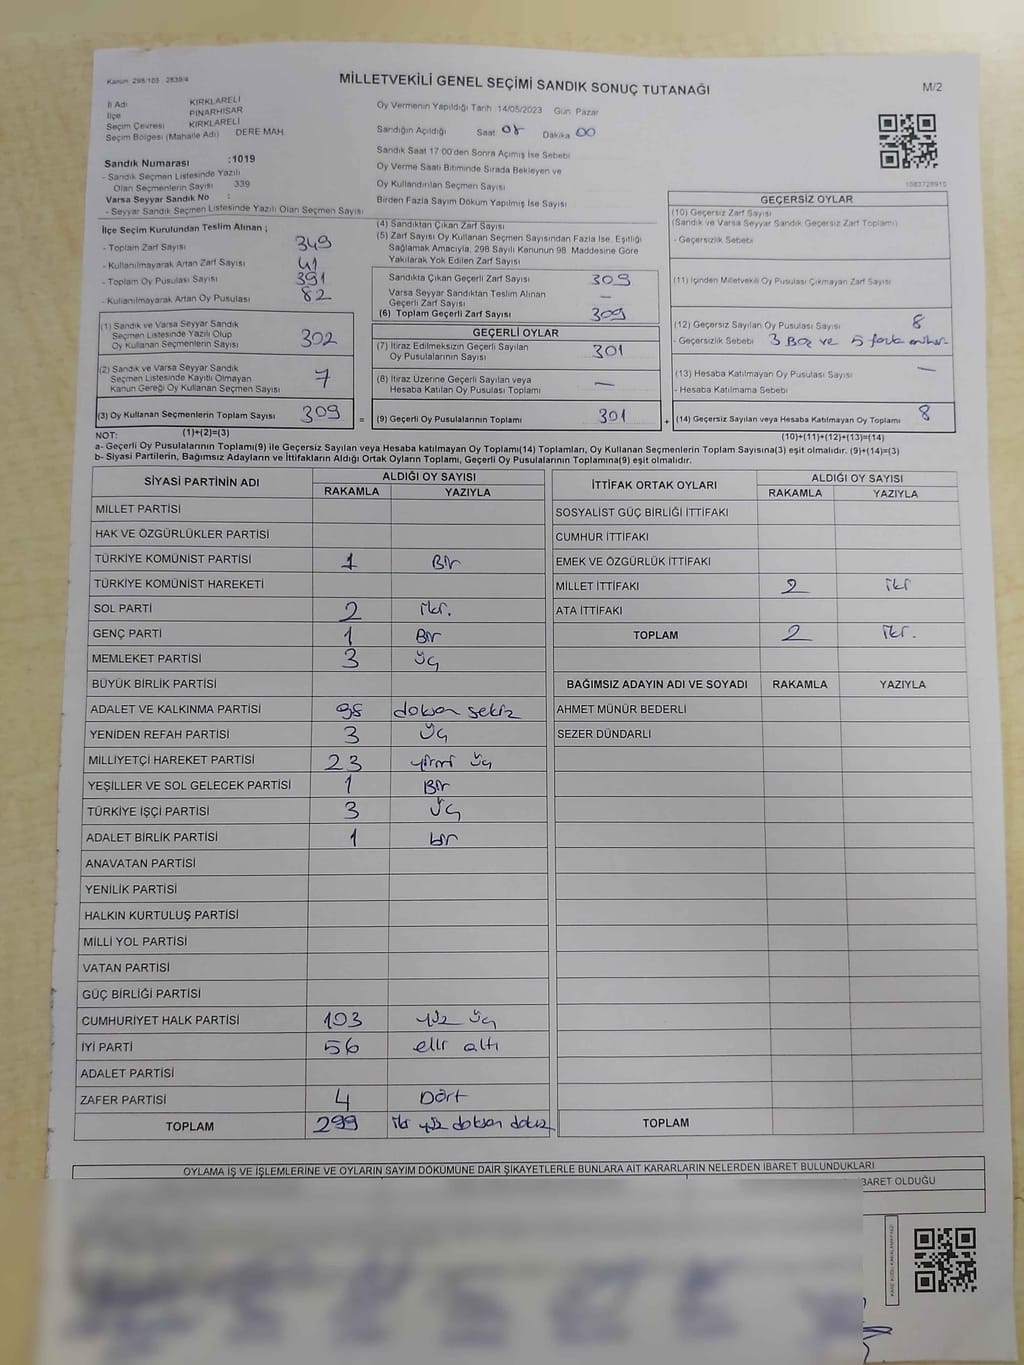 Kanun 298/103 2839/4
MİLLETVEKİLİ GENEL SEÇİMİ SANDIK SONUÇ TUTANAĞI
M/2
İl Adı KIRKLARELİ
İlçe PINARHİSAR
Seçim Çevresi KIRKLARELİ
Seçim Bölgesi (Mahalle Adı) DERE MAH.
Oy Vermenin Yapıldığı Tarih 14/05/2023 Gün Pazar
Sandığın Açıldığı Saat 08 Dakika 00
Sandık Saat 17:00'den Sonra Açılmış İse Sebebi
Oy Verme Saati Bitiminde Sırada Bekleyen ve
Oy Kullandırılan Seçmen Sayısı
Birden Fazla Sayım Döküm Yapılmış İse Sayısı
1083728910
Sandık Numarası :1019
- Sandık Seçmen Listesinde Yazılı
Olan Seçmenlerin Sayısı 339
Varsa Seyyar Sandık No :
- Seyyar Sandık Seçmen Listesinde Yazılı Olan Seçmen Sayısı
İlçe Seçim Kurulundan Teslim Alınan ;
- Toplam Zarf Sayısı 349
- Kullanılmayarak Artan Zarf Sayısı 41
- Toplam Oy Pusulası Sayısı 391
- Kullanılmayarak Artan Oy Pusulası 82
(1) Sandık ve Varsa Seyyar Sandık
Seçmen Listesinde Yazılı Olup
Oy Kullanan Seçmenlerin Sayısı 302
(2) Sandık ve Varsa Seyyar Sandık
Seçmen Listesinde Kayıtlı Olmayan
Kanun Gereği Oy Kullanan Seçmen Sayısı 7
(3) Oy Kullanan Seçmenlerin Toplam Sayısı 309
(1)+(2)=(3)
(4) Sandıktan Çıkan Zarf Sayısı
(5) Zarf Sayısı Oy Kullanan Seçmen Sayısından Fazla İse, Eşitliği
Sağlamak Amacıyla, 298 Sayılı Kanunun 98. Maddesine Göre
Yakılarak Yok Edilen Zarf Sayısı
Sandıkta Çıkan Geçerli Zarf Sayısı 309
Varsa Seyyar Sandıktan Teslim Alınan
Geçerli Zarf Sayısı —
(6) Toplam Geçerli Zarf Sayısı 309
GEÇERLİ OYLAR
(7) İtiraz Edilmeksizin Geçerli Sayılan
Oy Pusulalarının Sayısı 301
(8) İtiraz Üzerine Geçerli Sayılan veya
Hesaba Katılan Oy Pusulası Toplamı —
= (9) Geçerli Oy Pusulalarının Toplamı 301
GEÇERSİZ OYLAR
(10) Geçersiz Zarf Sayısı
(Sandık ve Varsa Seyyar Sandık Geçersiz Zarf Toplamı)
- Geçersizlik Sebebi
(11) İçinden Milletvekili Oy Pusulası Çıkmayan Zarf Sayısı
(12) Geçersiz Sayılan Oy Pusulası Sayısı 8
- Geçersizlik Sebebi 3 Boş ve 5 fazla mühür
(13) Hesaba Katılmayan Oy Pusulası Sayısı —
- Hesaba Katılmama Sebebi
+ (14) Geçersiz Sayılan veya Hesaba Katılmayan Oy Toplamı 8
(10)+(11)+(12)+(13)=(14)
NOT:
a- Geçerli Oy Pusulalarının Toplamı(9) ile Geçersiz Sayılan veya Hesaba katılmayan Oy Toplamı(14) Toplamları, Oy Kullanan Seçmenlerin Toplam Sayısına(3) eşit olmalıdır. (9)+(14)=(3)
b- Siyasi Partilerin, Bağımsız Adayların ve İttifakların Aldığı Ortak Oyların Toplamı, Geçerli Oy Pusulalarının Toplamına(9) eşit olmalıdır.
SİYASİ PARTİNİN ADI ALDIĞI OY SAYISI
RAKAMLA YAZIYLA
MİLLET PARTİSİ
HAK VE ÖZGÜRLÜKLER PARTİSİ
TÜRKİYE KOMÜNİST PARTİSİ 1 Bir
TÜRKİYE KOMÜNİST HAREKETİ
SOL PARTİ 2 iki.
GENÇ PARTİ 1 Bir
MEMLEKET PARTİSİ 3 üç
BÜYÜK BİRLİK PARTİSİ
ADALET VE KALKINMA PARTİSİ 98 doksan sekiz
YENİDEN REFAH PARTİSİ 3 Üç
MİLLİYETÇİ HAREKET PARTİSİ 23 yirmi üç
YEŞİLLER VE SOL GELECEK PARTİSİ 1 Bir
TÜRKİYE İŞÇİ PARTİSİ 3 Üç
ADALET BİRLİK PARTİSİ 1 bir
ANAVATAN PARTİSİ
YENİLİK PARTİSİ
HALKIN KURTULUŞ PARTİSİ
MİLLİ YOL PARTİSİ
VATAN PARTİSİ
GÜÇ BİRLİĞİ PARTİSİ
CUMHURİYET HALK PARTİSİ 103 yüz üç
İYİ PARTİ 56 elli altı
ADALET PARTİSİ
ZAFER PARTİSİ 4 Dört
TOPLAM 299 iki yüz doksan dokuz
İTTİFAK ORTAK OYLARI ALDIĞI OY SAYISI
RAKAMLA YAZIYLA
SOSYALİST GÜÇ BİRLİĞİ İTTİFAKI
CUMHUR İTTİFAKI
EMEK VE ÖZGÜRLÜK İTTİFAKI
MİLLET İTTİFAKI 2 iki
ATA İTTİFAKI
TOPLAM 2 iki.
BAĞIMSIZ ADAYIN ADI VE SOYADI RAKAMLA YAZIYLA
AHMET MÜNÜR BEDERLİ
SEZER DÜNDARLI
TOPLAM
OYLAMA İŞ VE İŞLEMLERİNE VE OYLARIN SAYIM DÖKÜMÜNE DAİR ŞİKAYETLERLE BUNLARA AİT KARARLARIN NELERDEN İBARET BULUNDUKLARI
BARET OLDUĞU